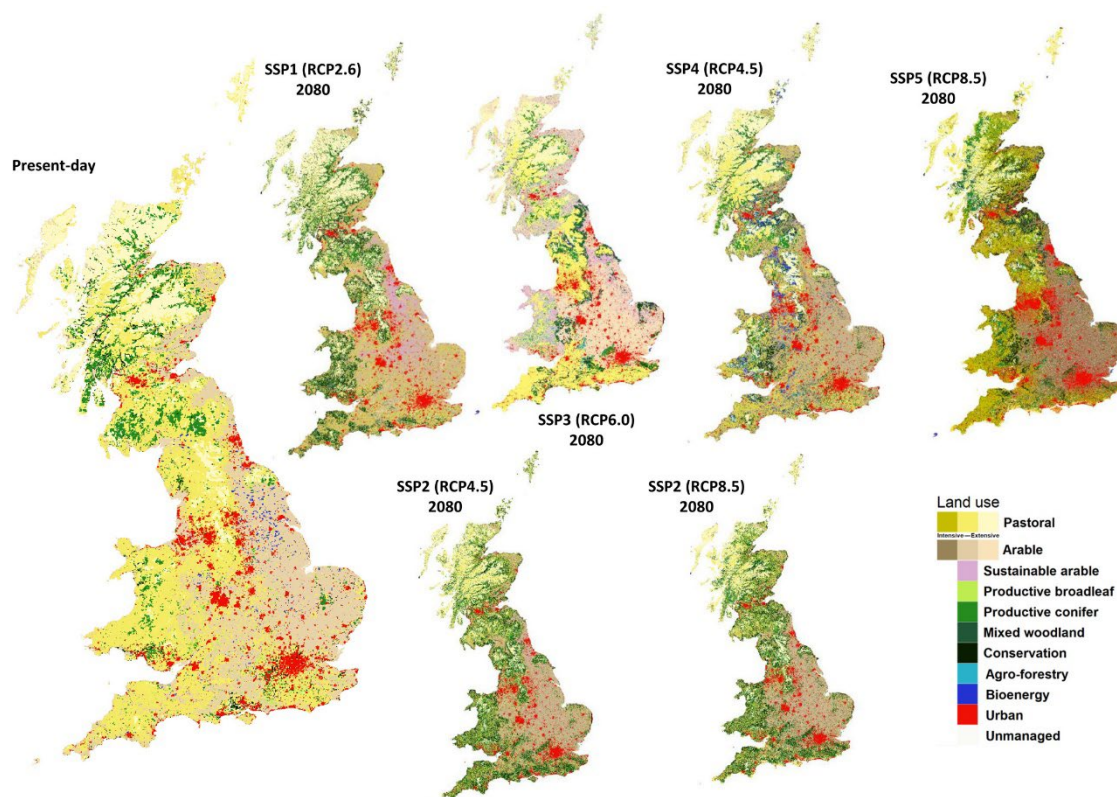 Present-day
SSP1 (RCP2.6)
2080
SSP3 (RCP6.0)
2080
SSP4 (RCP4.5)
2080
SSP5 (RCP8.5)
2080
SSP2 (RCP4.5)
2080
SSP2 (RCP8.5)
2080
Land use
Pastoral
Intensive—Extensive
Arable
Sustainable arable
Productive broadleaf
Productive conifer
Mixed woodland
Conservation
Agro-forestry
Bioenergy
Urban
Unmanaged